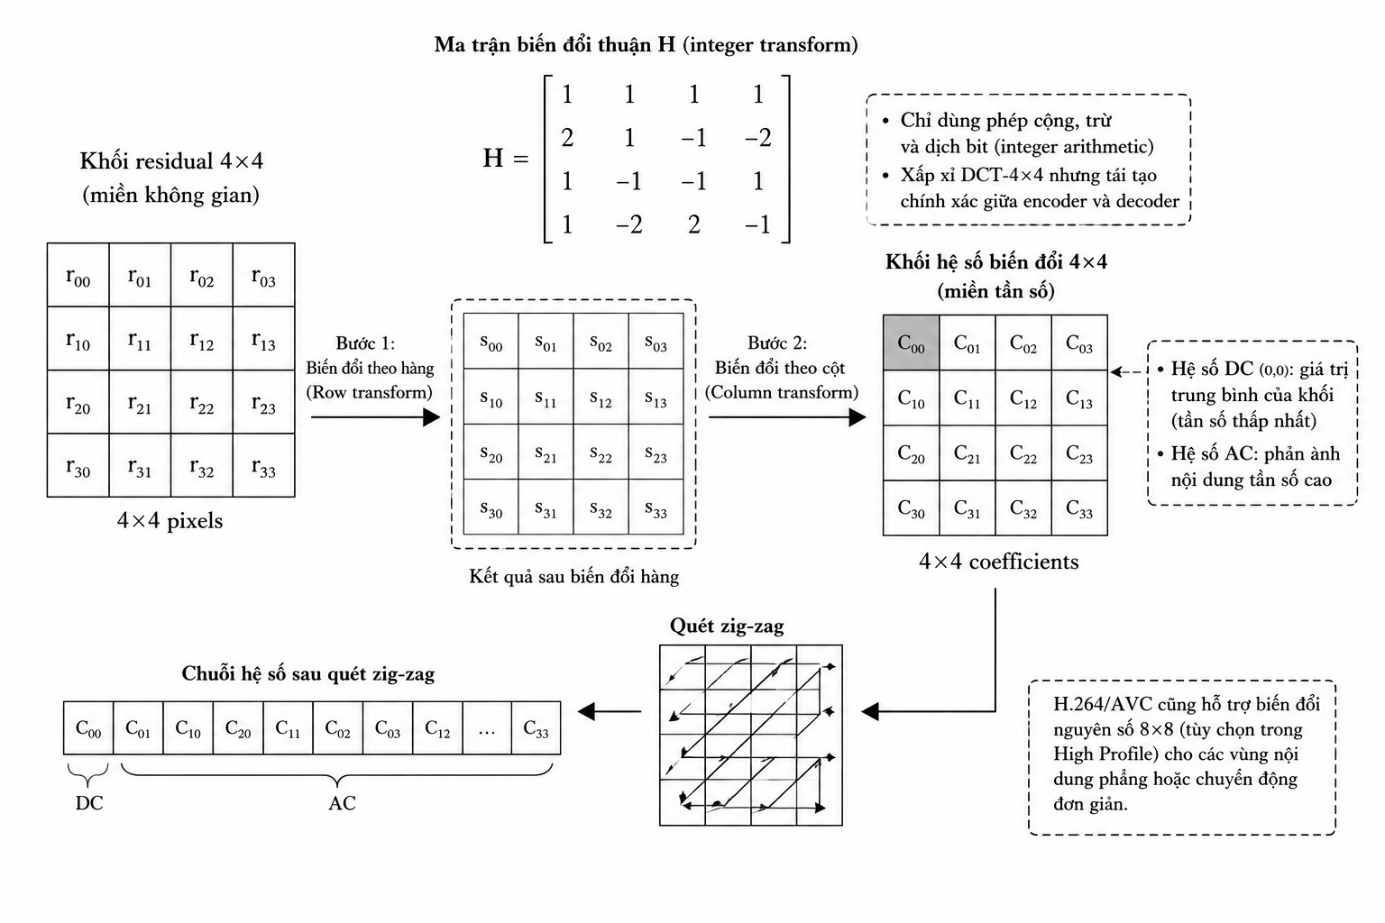 Ma trận biến đổi thuận H (integer transform)
H =
1 1 1 1
2 1 −1 −2
1 −1 −1 1
1 −2 2 −1
• Chỉ dùng phép cộng, trừ
và dịch bit (integer arithmetic)
• Xấp xỉ DCT-4×4 nhưng tái tạo
chính xác giữa encoder và decoder
Khối residual 4×4
(miền không gian)
r₀₀ r₀₁ r₀₂ r₀₃
r₁₀ r₁₁ r₁₂ r₁₃
r₂₀ r₂₁ r₂₂ r₂₃
r₃₀ r₃₁ r₃₂ r₃₃
4×4 pixels
Bước 1:
Biến đổi theo hàng
(Row transform)
s₀₀ s₀₁ s₀₂ s₀₃
s₁₀ s₁₁ s₁₂ s₁₃
s₂₀ s₂₁ s₂₂ s₂₃
s₃₀ s₃₁ s₃₂ s₃₃
Kết quả sau biến đổi hàng
Bước 2:
Biến đổi theo cột
(Column transform)
Khối hệ số biến đổi 4×4
(miền tần số)
C₀₀ C₀₁ C₀₂ C₀₃
C₁₀ C₁₁ C₁₂ C₁₃
C₂₀ C₂₁ C₂₂ C₂₃
C₃₀ C₃₁ C₃₂ C₃₃
4×4 coefficients
• Hệ số DC (0,0): giá trị
trung bình của khối
(tần số thấp nhất)
• Hệ số AC: phản ành
nội dung tần số cao
Quét zig-zag
Chuỗi hệ số sau quét zig-zag
C₀₀ C₀₁ C₁₀ C₂₀ C₁₁ C₀₂ C₀₃ C₁₂ … C₃₃
DC
AC
H.264/AVC cũng hỗ trợ biến đổi
nguyên số 8×8 (tùy chọn trong
High Profile) cho các vùng nội
dung phẳng hoặc chuyến động
đơn giản.